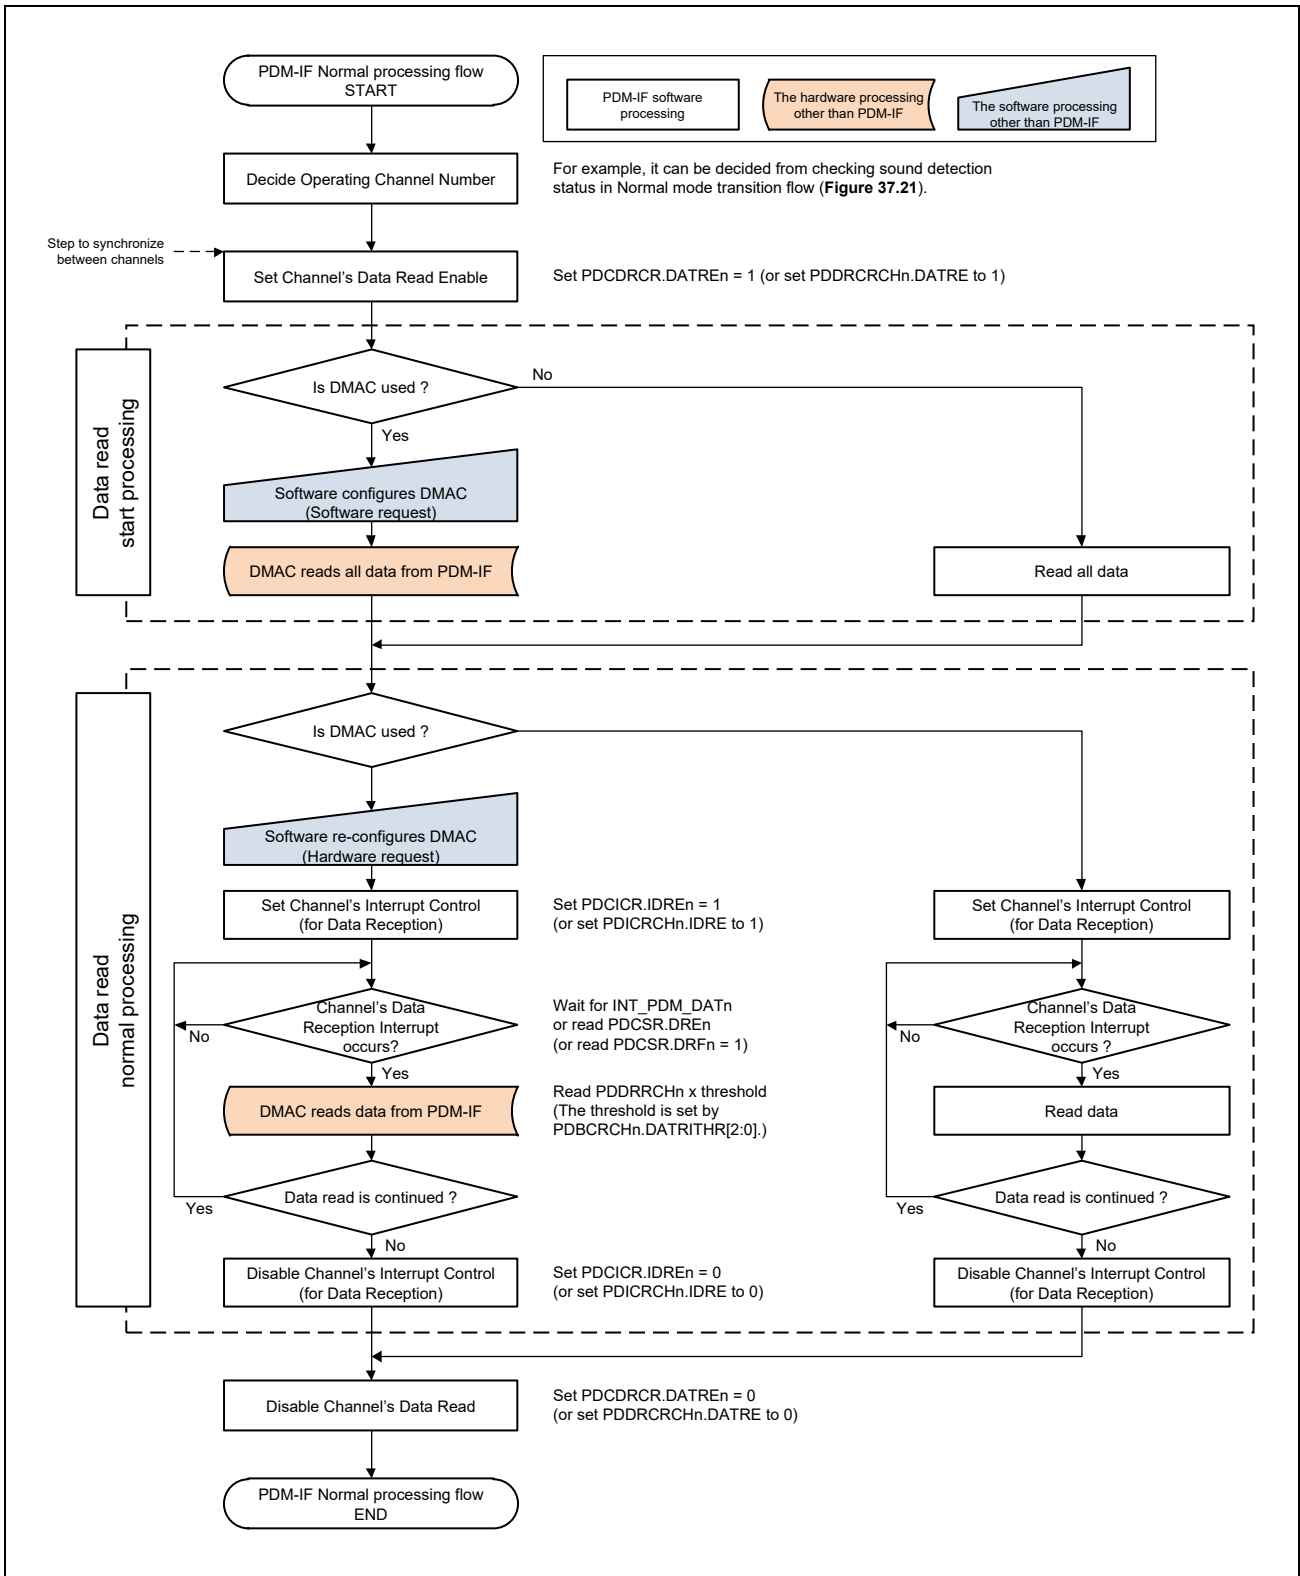 PDM-IF Normal processing flow
START
PDM-IF software
processing
The hardware processing
other than PDM-IF
The software processing
other than PDM-IF
Decide Operating Channel Number
For example, it can be decided from checking sound detection
status in Normal mode transition flow (Figure 37.21).
Step to synchronize
between channels
Set Channel's Data Read Enable
Set PDCDRCR.DATREn = 1 (or set PDDRCRCHn.DATRE to 1)
Data read
start processing
Is DMAC used ?
No
Yes
Software configures DMAC
(Software request)
DMAC reads all data from PDM-IF
Read all data
Data read
normal processing
Is DMAC used ?
Software re-configures DMAC
(Hardware request)
Set Channel's Interrupt Control
(for Data Reception)
Set PDCICR.IDREn = 1
(or set PDICRCHn.IDRE to 1)
Set Channel's Interrupt Control
(for Data Reception)
Channel's Data
Reception Interrupt
occurs?
No
Yes
Wait for INT_PDM_DATn
or read PDCSR.DREn
(or read PDCSR.DRFn = 1)
Channel's Data
Reception Interrupt
occurs ?
No
Yes
DMAC reads data from PDM-IF
Read PDDRRCHn x threshold
(The threshold is set by
PDBCRCHn.DATRITHR[2:0].)
Read data
Data read is continued ?
Yes
No
Data read is continued ?
Yes
No
Disable Channel's Interrupt Control
(for Data Reception)
Set PDCICR.IDREn = 0
(or set PDICRCHn.IDRE to 0)
Disable Channel's Interrupt Control
(for Data Reception)
Disable Channel's Data Read
Set PDCDRCR.DATREn = 0
(or set PDDRCRCHn.DATRE to 0)
PDM-IF Normal processing flow
END